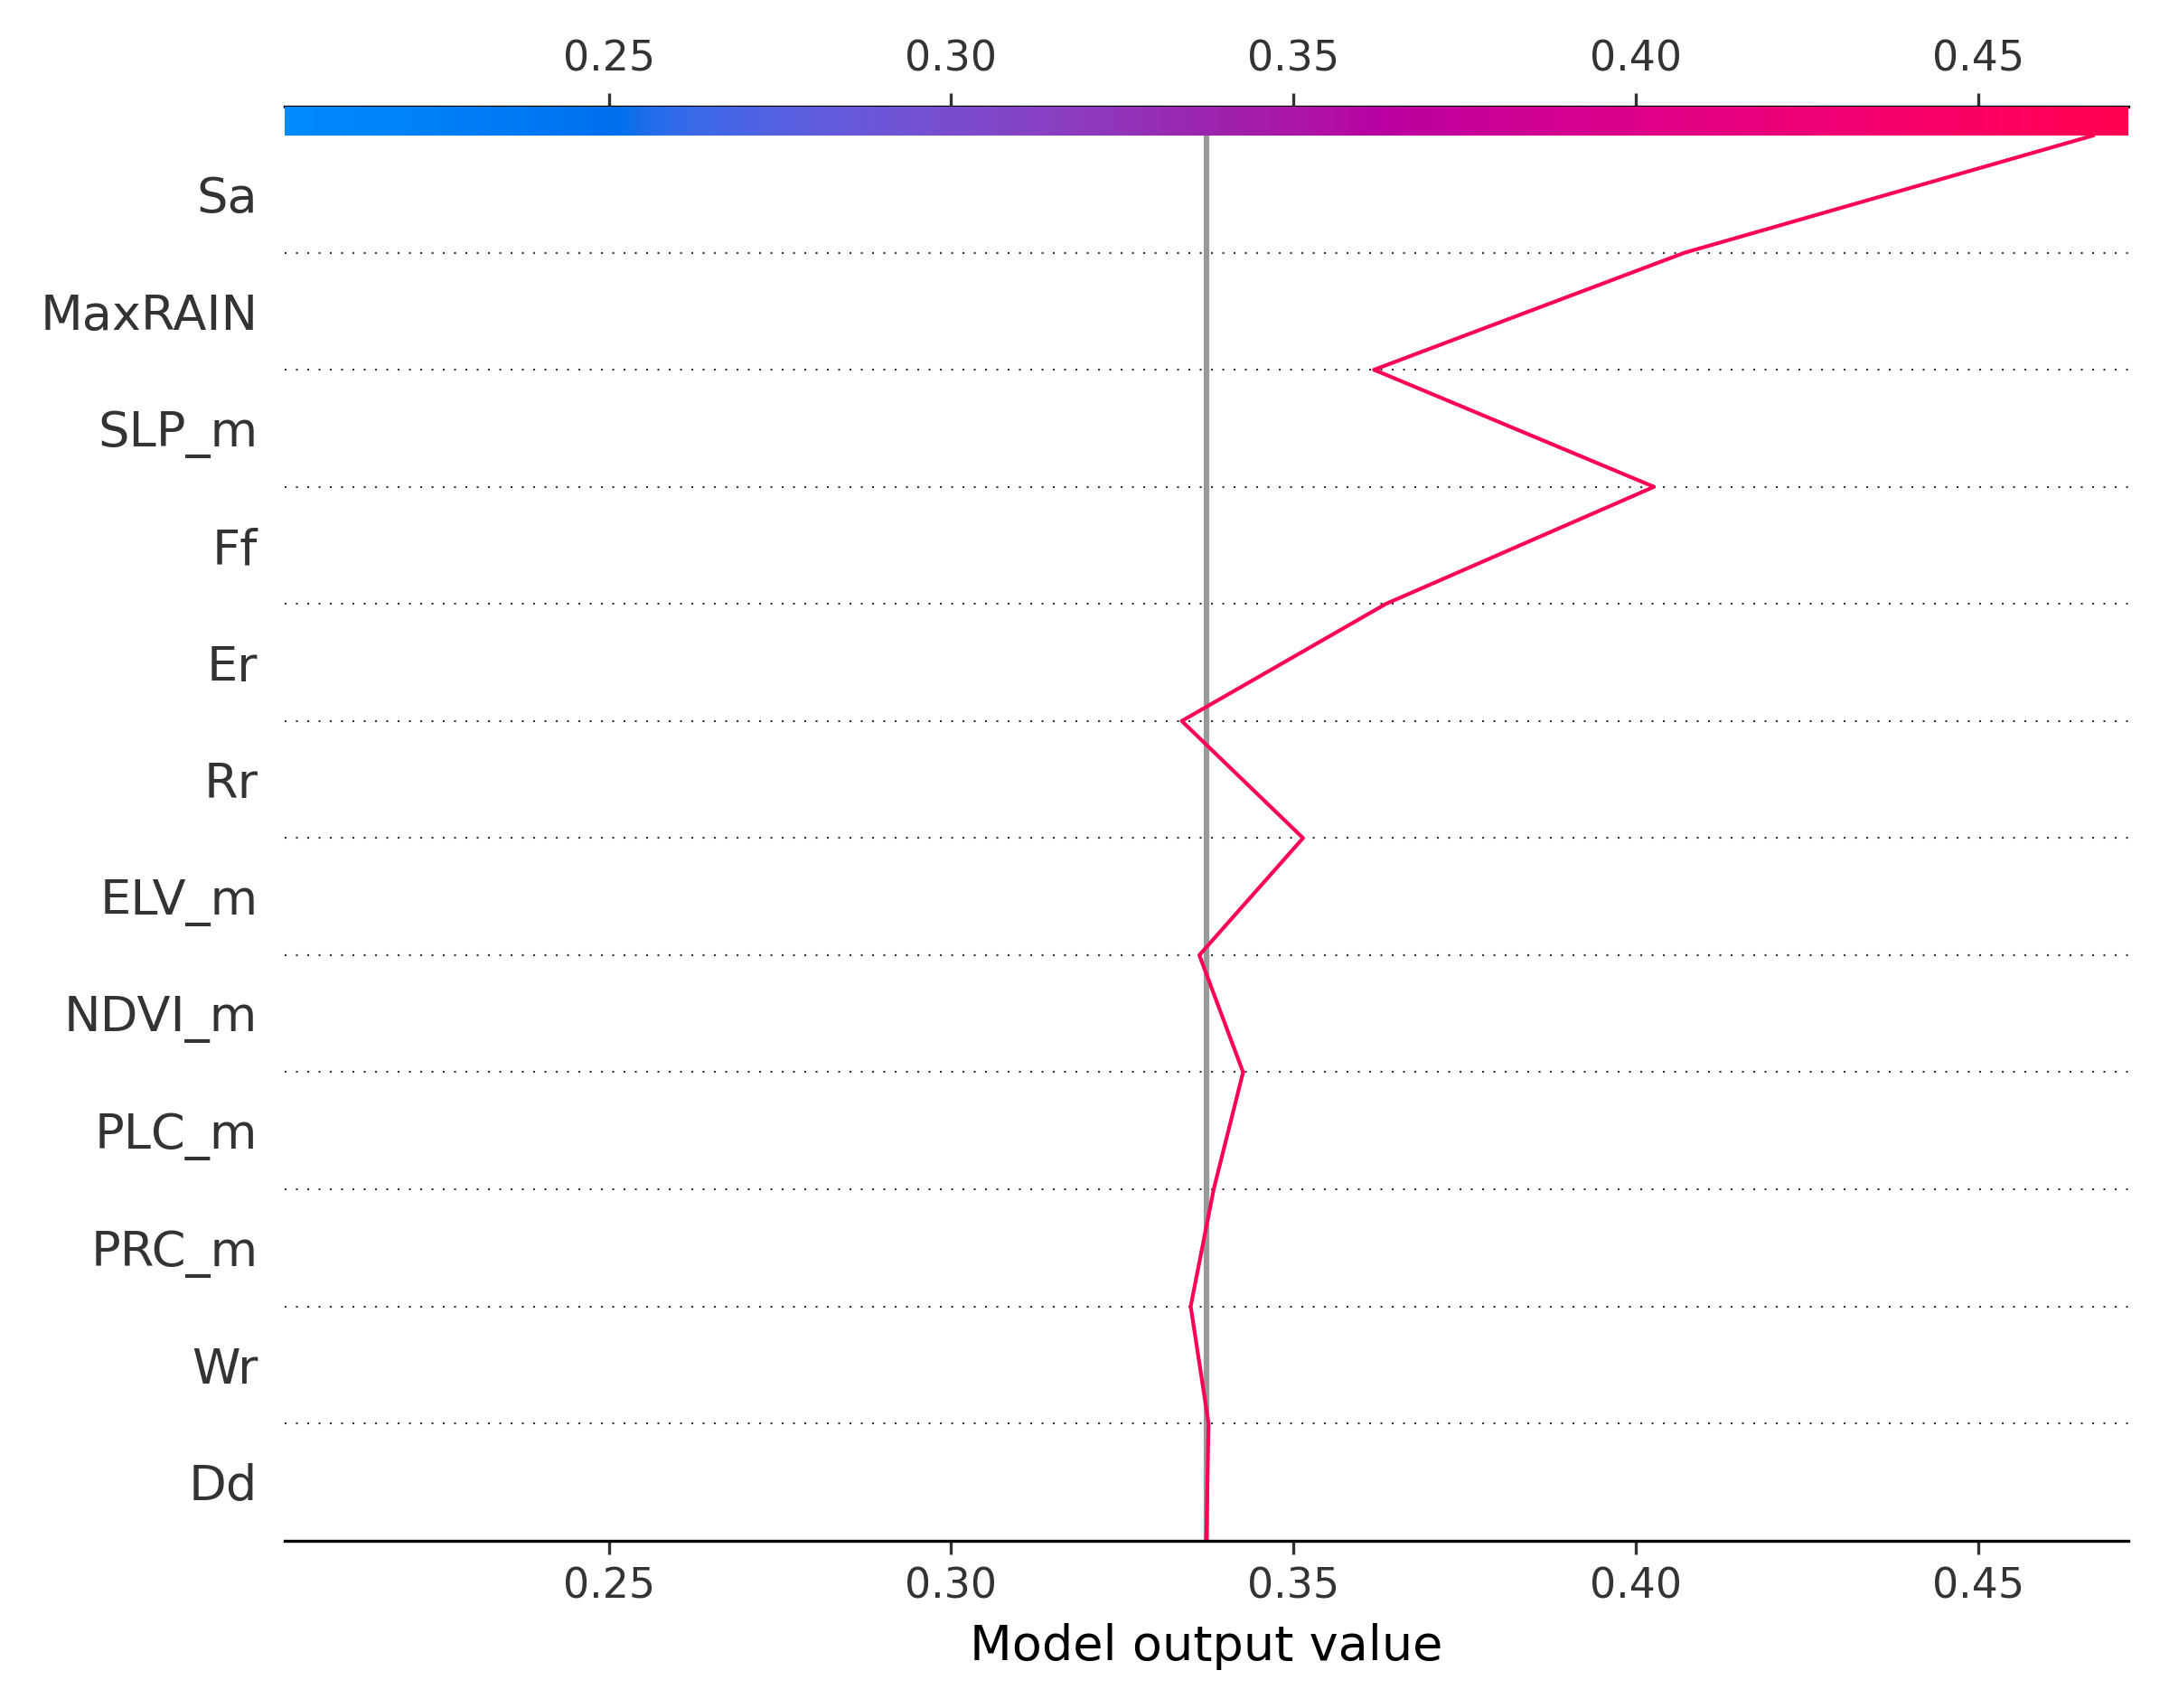 0.25 0.30 0.35 0.40 0.45
Sa
MaxRAIN
SLP_m
Ff
Er
Rr
ELV_m
NDVI_m
PLC_m
PRC_m
Wr
Dd
0.25 0.30 0.35 0.40 0.45
Model output value